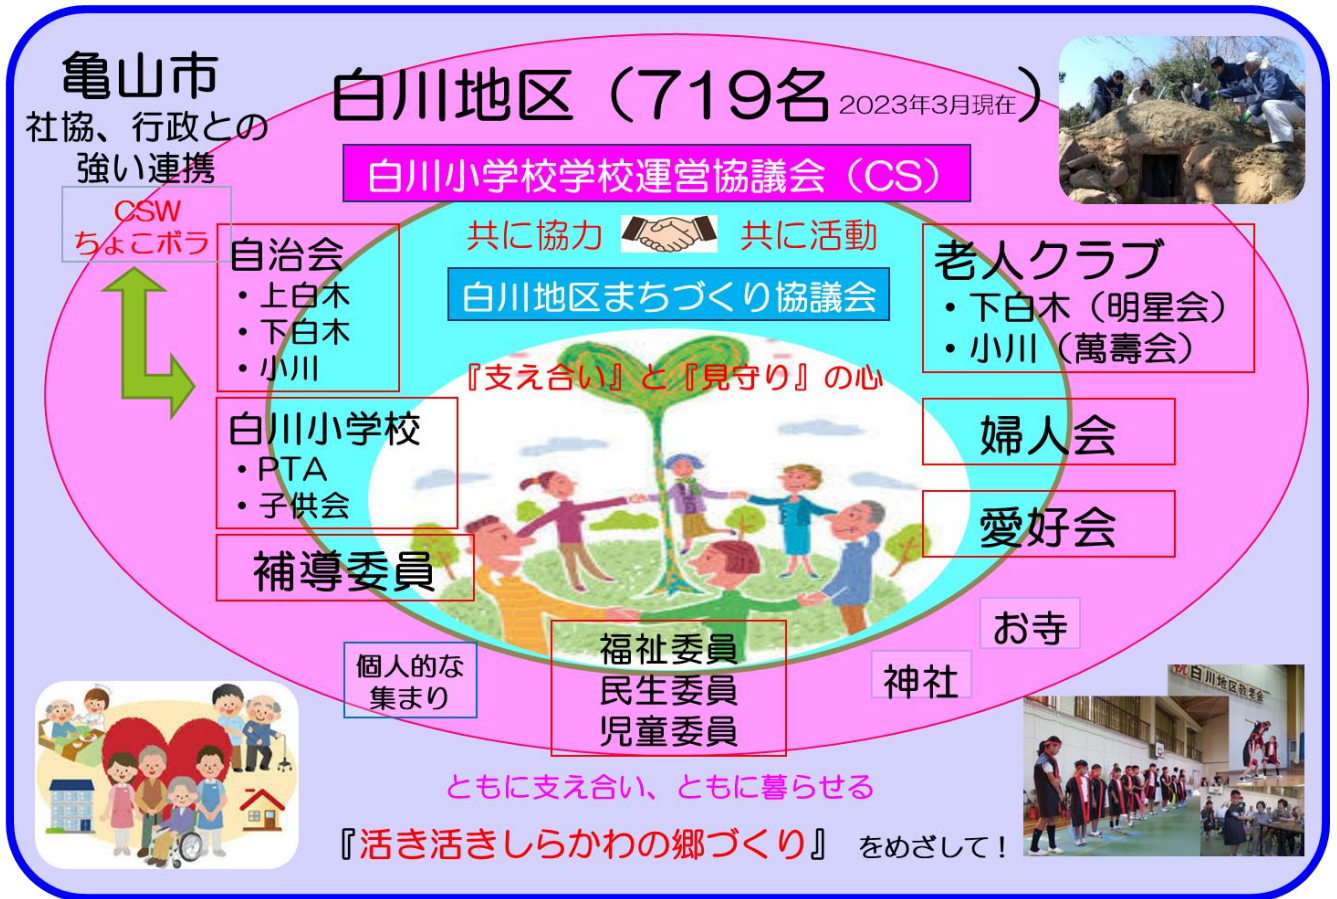 亀山市
社協、行政との
強い連携
CSW
ちょこボラ
白川地区（719名 2023年3月現在）
白川小学校学校運営協議会（CS）
共に協力 共に活動
白川地区まちづくり協議会
『支え合い』と『見守り』の心
自治会
・上白木
・下白木
・小川
白川小学校
・PTA
・子供会
補導委員
老人クラブ
・下白木（明星会）
・小川（萬壽会）
婦人会
愛好会
お寺
神社
個人的な
集まり
福祉委員
民生委員
児童委員
祝白川地区敬老会
ともに支え合い、ともに暮らせる
『活き活きしらかわの郷づくり』 をめざして！